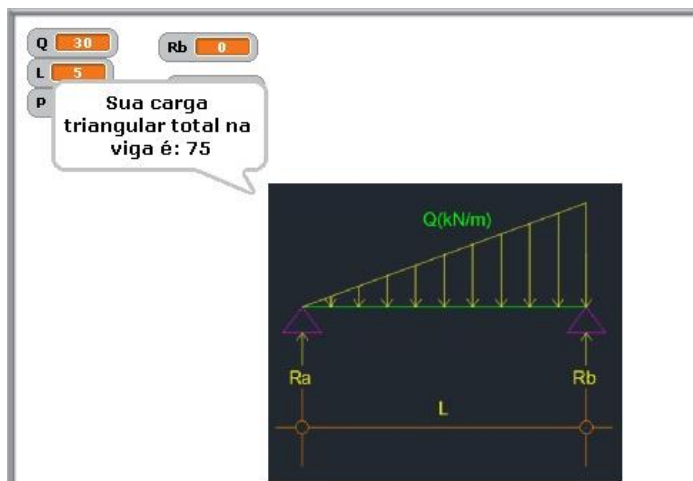 Q 30
Rb 0
L 5
P
Sua carga
triangular total na
viga é: 75
Q(kN/m)
Ra
Rb
L